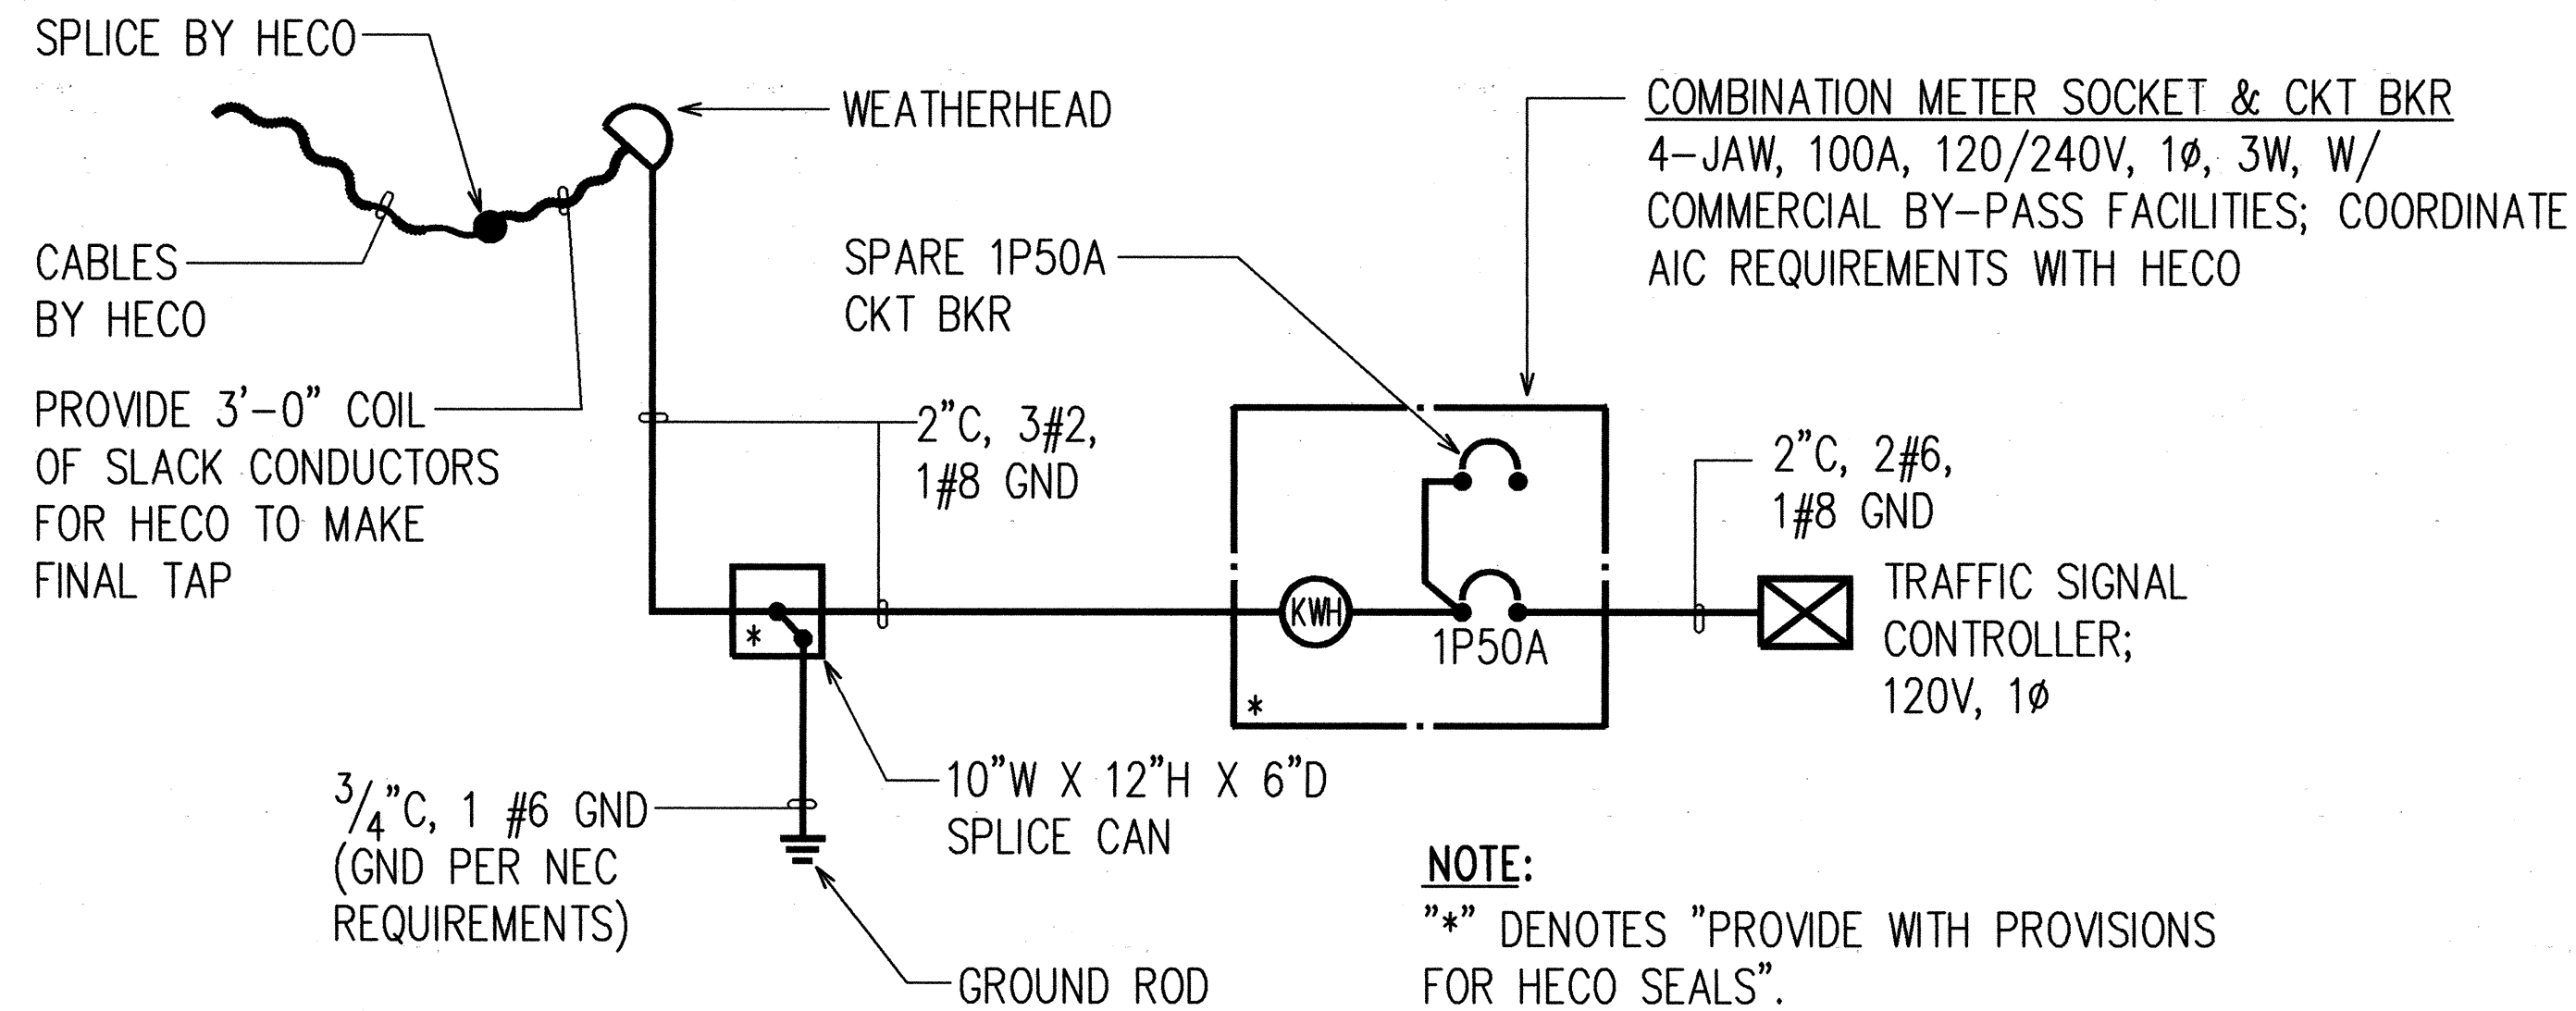 SPLICE BY HECO
WEATHERHEAD
CABLES
BY HECO
PROVIDE 3'-0" COIL
OF SLACK CONDUCTORS
FOR HECO TO MAKE
FINAL TAP
SPARE 1P50A
CKT BKR
COMBINATION METER SOCKET & CKT BKR
4-JAW, 100A, 120/240V, 1ø, 3W, W/
COMMERCIAL BY-PASS FACILITIES; COORDINATE
AIC REQUIREMENTS WITH HECO
2"C, 3#2,
1#8 GND
2"C, 2#6,
1#8 GND
*
KWH
1P50A
*
TRAFFIC SIGNAL
CONTROLLER;
120V, 1ø
3/4"C, 1 #6 GND
(GND PER NEC
REQUIREMENTS)
10"W X 12"H X 6"D
SPLICE CAN
GROUND ROD
NOTE:
"*" DENOTES "PROVIDE WITH PROVISIONS
FOR HECO SEALS".